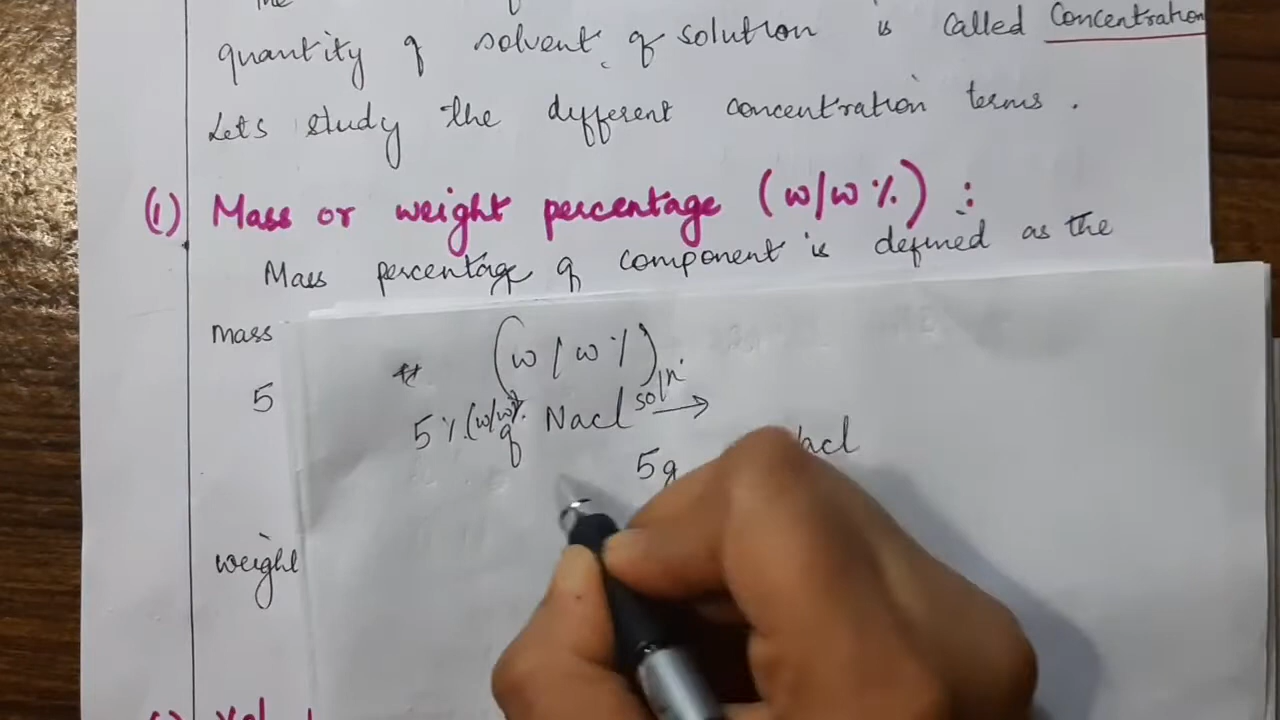 quantity of solvent of solution is called Concentration
Lets study the different concentration terms .
(1) Mass or weight percentage (w/w %) :
Mass percentage of component is defined as the
mass
(w/w%)
5
5%(w/w)% of Nacl soln →
5g
weight